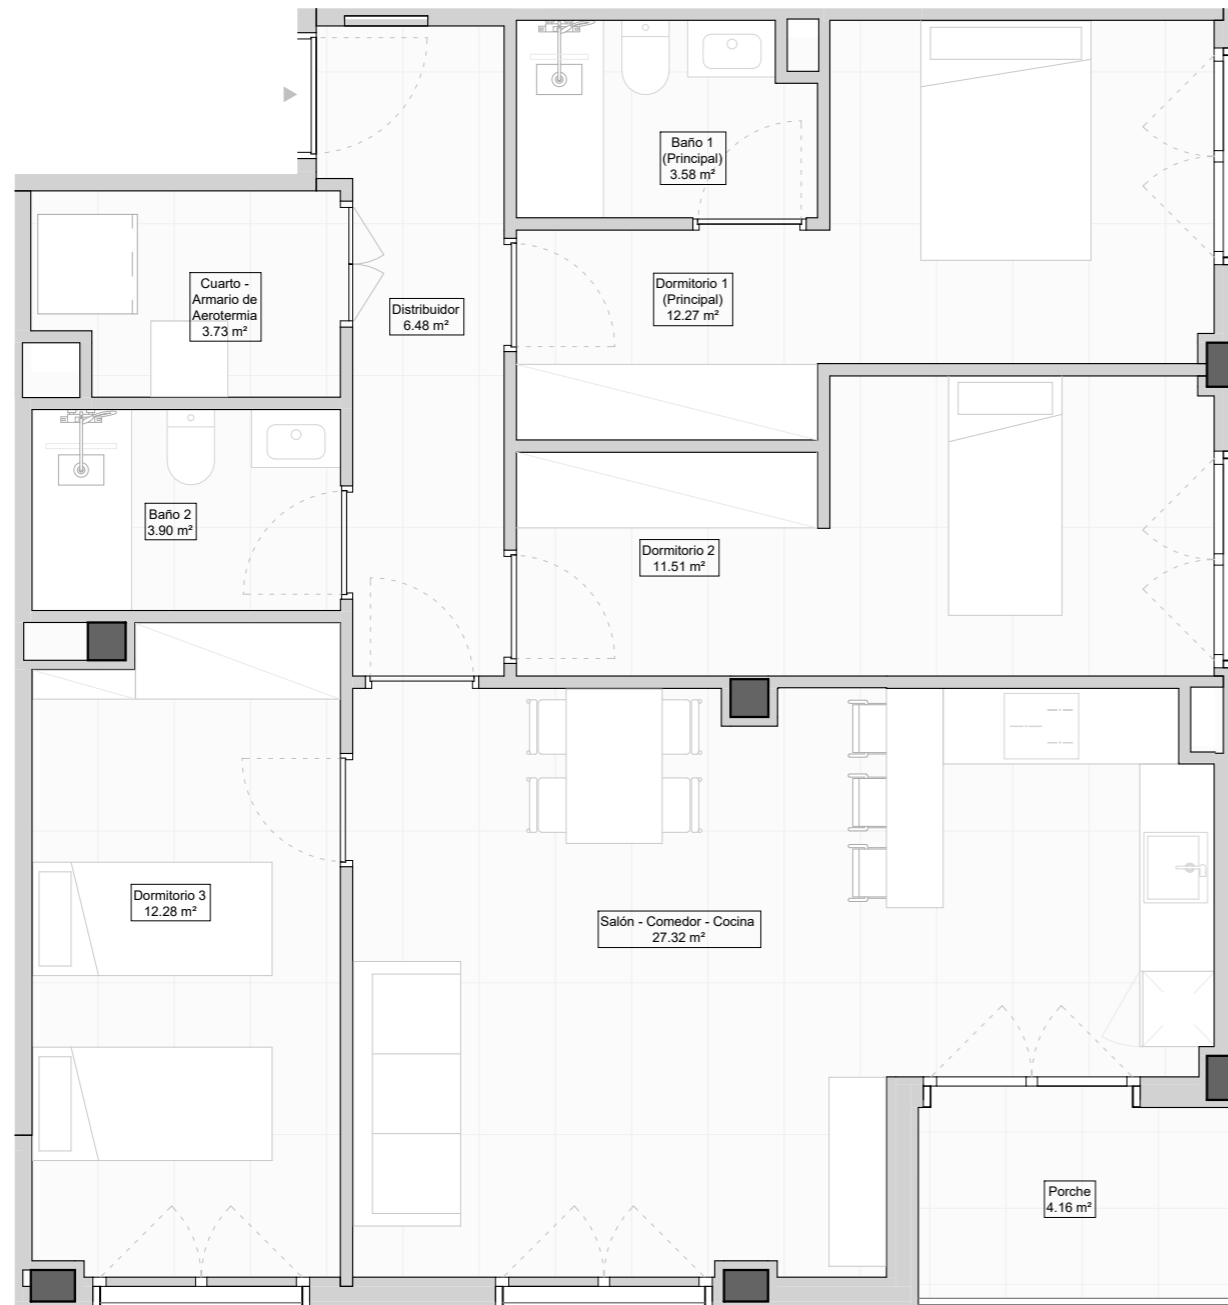 Baño 1
(Principal)
3.58 m²
Cuarto -
Armario de
Aerotermia
3.73 m²
Distribuidor
6.48 m²
Dormitorio 1
(Principal)
12.27 m²
Baño 2
3.90 m²
Dormitorio 2
11.51 m²
Dormitorio 3
12.28 m²
Salón - Comedor - Cocina
27.32 m²
Porche
4.16 m²